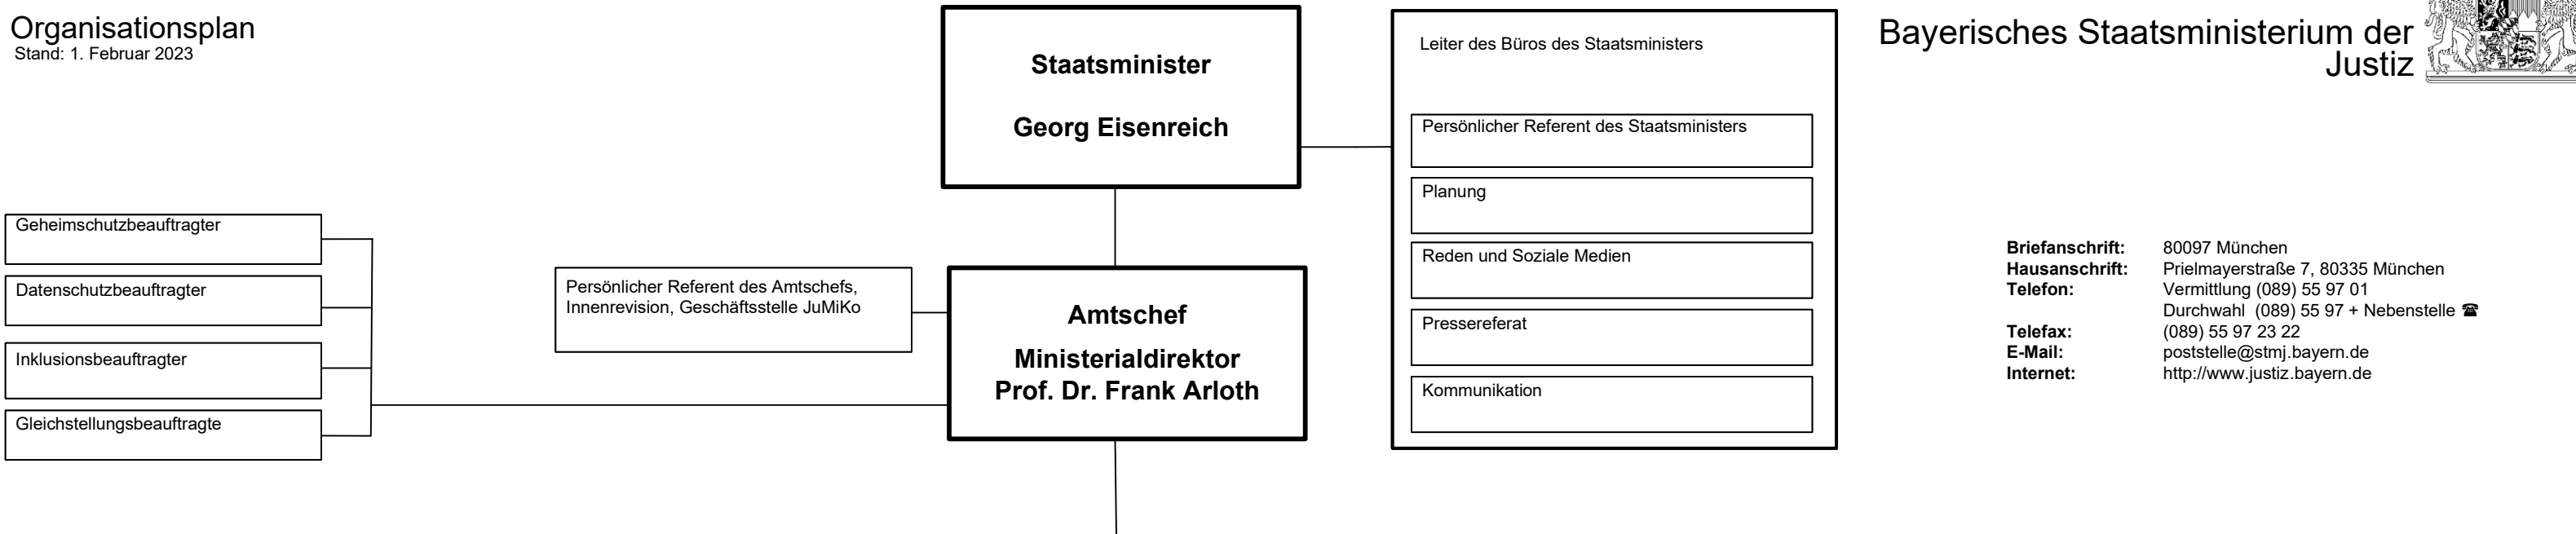 Organisationsplan
Stand: 1. Februar 2023
Staatsminister
Georg Eisenreich
Leiter des Büros des Staatsministers
Persönlicher Referent des Staatsministers
Planung
Reden und Soziale Medien
Pressereferat
Kommunikation
Bayerisches Staatsministerium der
Justiz
Geheimschutzbeauftragter
Datenschutzbeauftragter
Inklusionsbeauftragter
Gleichstellungsbeauftragte
Persönlicher Referent des Amtschefs,
Innenrevision, Geschäftsstelle JuMiKo
Amtschef
Ministerialdirektor
Prof. Dr. Frank Arloth
Briefanschrift: 80097 München
Hausanschrift: Prielmayerstraße 7, 80335 München
Telefon: Vermittlung (089) 55 97 01
Durchwahl (089) 55 97 + Nebenstelle ☎
Telefax: (089) 55 97 23 22
E-Mail: poststelle@stmj.bayern.de
Internet: http://www.justiz.bayern.de